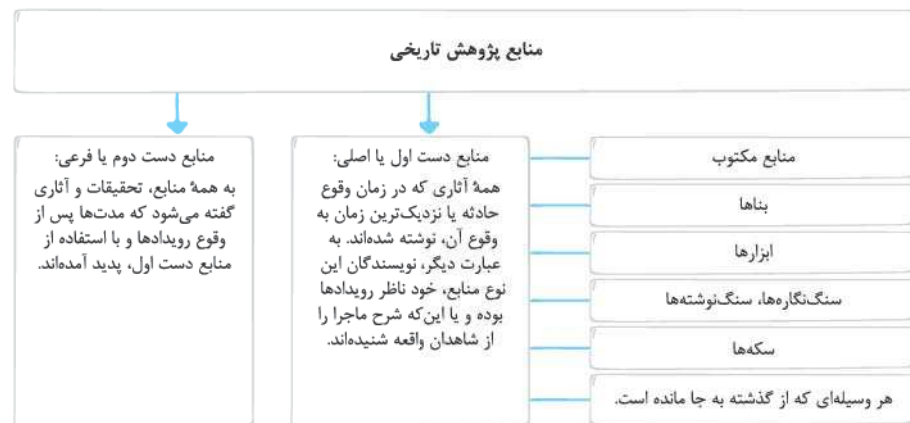 منابع پژوهش تاریخی
منابع مکتوب
بناها
ابزارها
سنگ‌نگاره‌ها، سنگ‌نوشته‌ها
سکه‌ها
هر وسیله‌ای که از گذشته به جا مانده است.
منابع دست اول یا اصلی:
همهٔ آثاری که در زمان وقوع
حادثه یا نزدیک‌ترین زمان به
وقوع آن، نوشته شده‌اند. به
عبارت دیگر، نویسندگان این
نوع منابع، خود ناظر رویدادها
بوده و یا این‌که شرح ماجرا را
از شاهدان واقعه شنیده‌اند.
منابع دست دوم یا فرعی:
به همهٔ منابع، تحقیقات و آثاری
گفته می‌شود که مدت‌ها پس از
وقوع رویدادها و با استفاده از
منابع دست اول، پدید آمده‌اند.